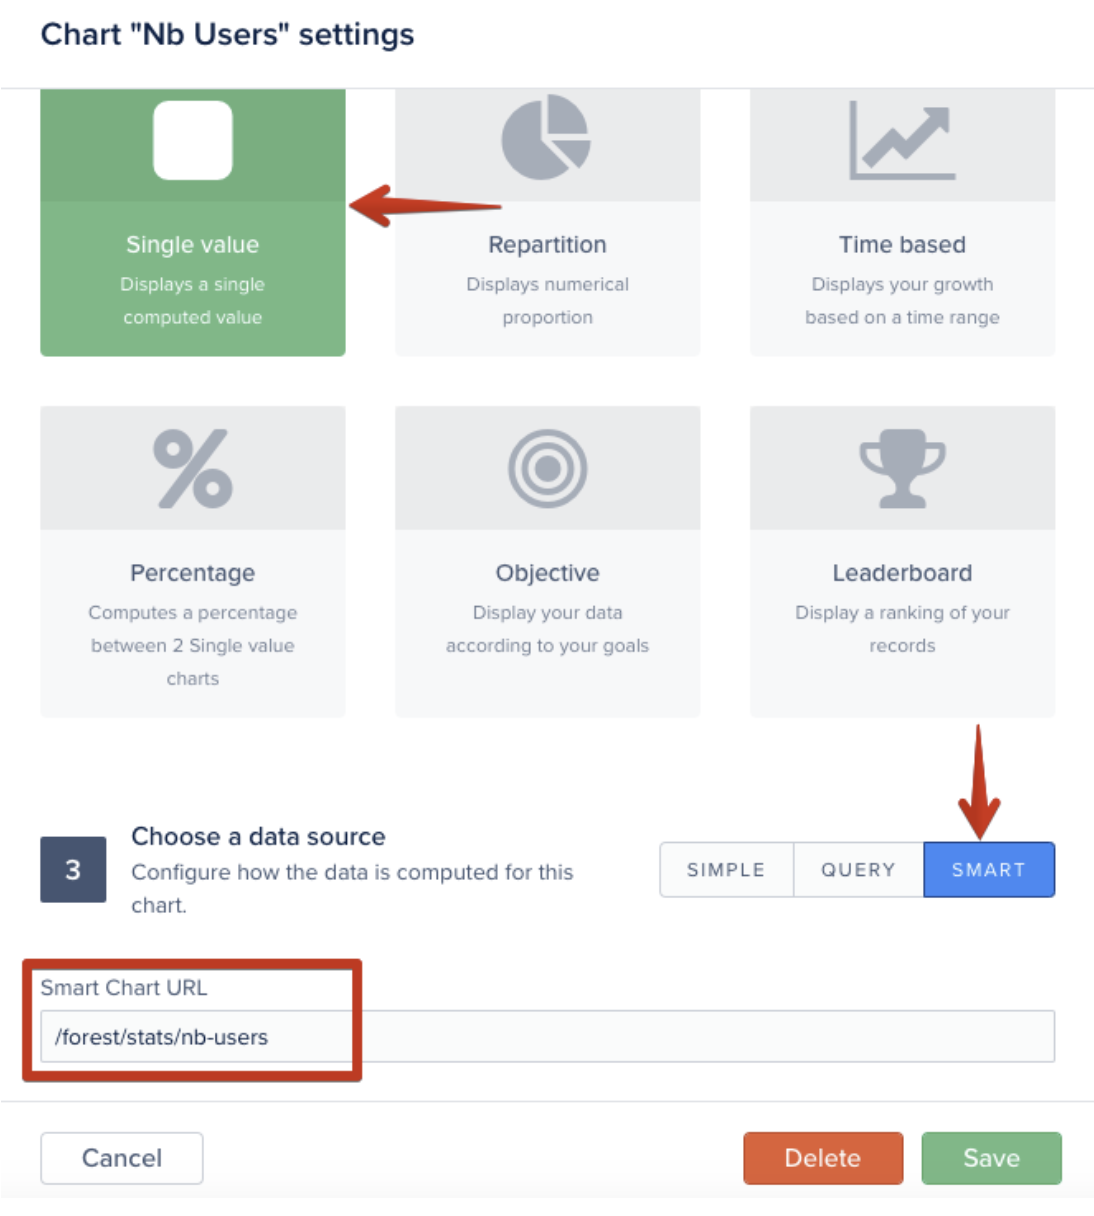 Chart "Nb Users" settings
Single value
Displays a single
computed value
Repartition
Displays numerical
proportion
Time based
Displays your growth
based on a time range
%
Percentage
Computes a percentage
between 2 Single value
charts
Objective
Display your data
according to your goals
Leaderboard
Display a ranking of your
records
3
Choose a data source
Configure how the data is computed for this
chart.
SIMPLE
QUERY
SMART
Smart Chart URL
/forest/stats/nb-users
Cancel
Delete
Save